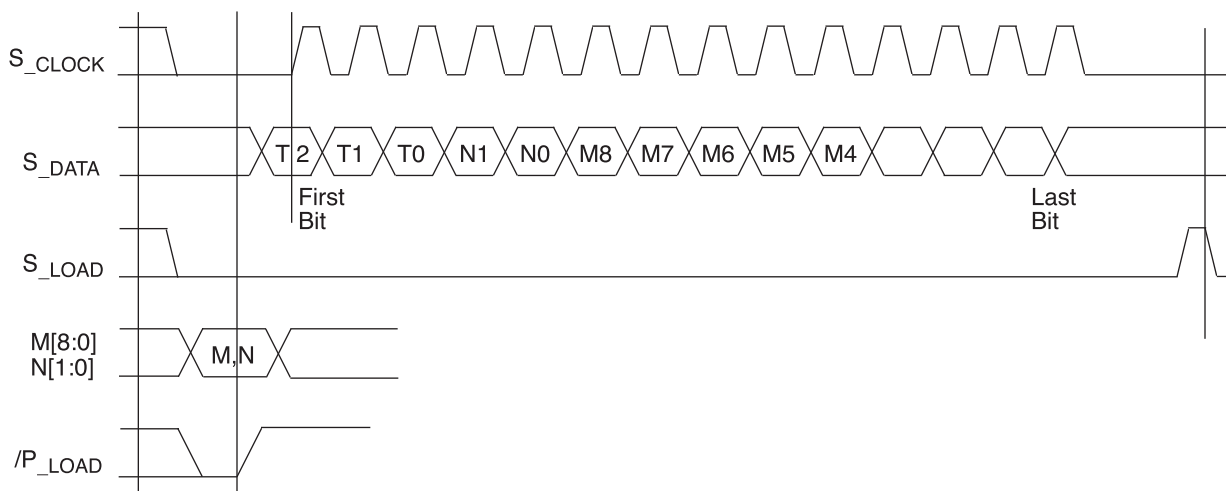 S_CLOCK
S_DATA
T2 T1 T0 N1 N0 M8 M7 M6 M5 M4
First
Bit
Last
Bit
S_LOAD
M[8:0]
N[1:0]
M,N
/P_LOAD